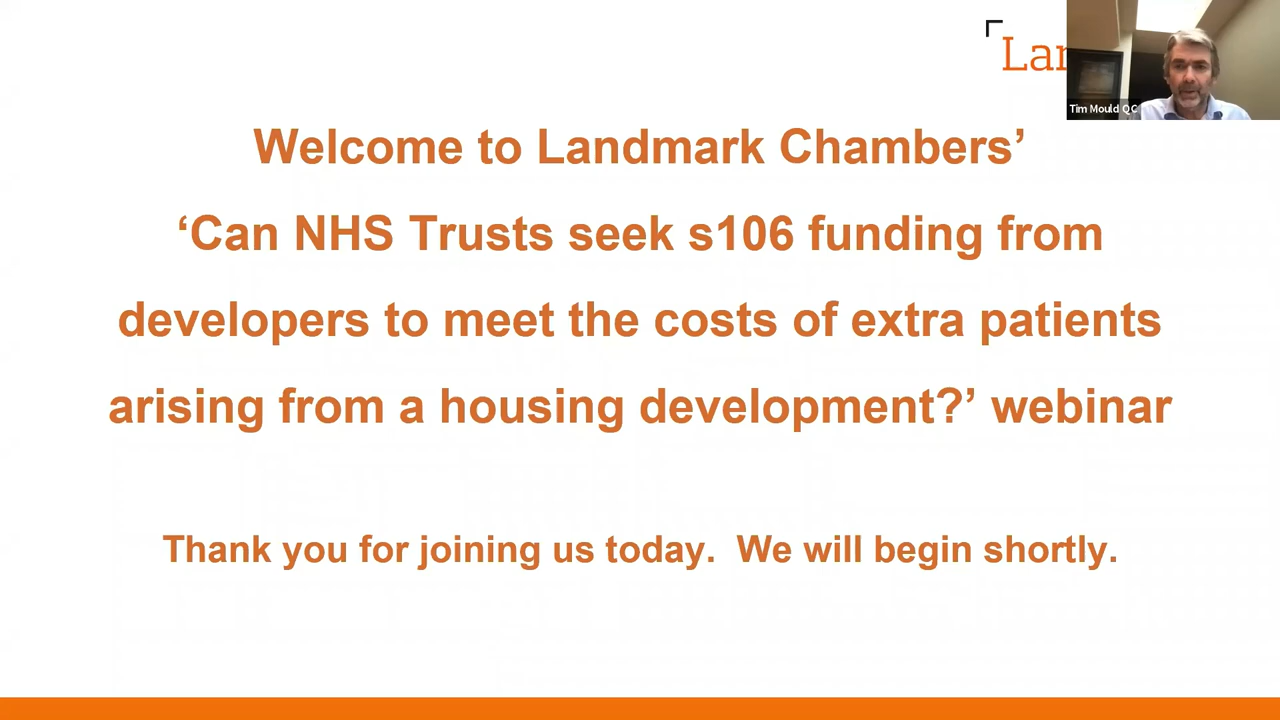 Welcome to Landmark Chambers’
‘Can NHS Trusts seek s106 funding from
developers to meet the costs of extra patients
arising from a housing development?’ webinar
Thank you for joining us today.  We will begin shortly.
Tim Mould QC